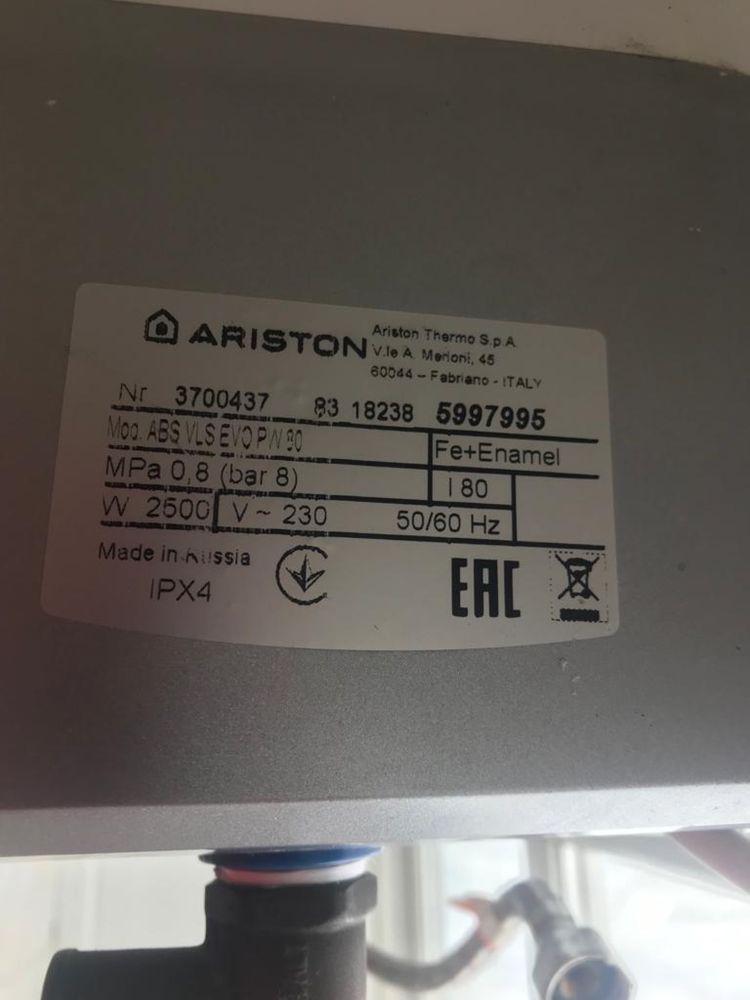 ARISTON
Ariston Thermo S.p.A.
V.le A. Merloni, 45
60044 – Fabriano - ITALY
Nr 3700437 83 18238 5997995
Mod. ABS VLS EVO PW 80
Fe+Enamel
MPa 0,8 (bar 8)
l 80
W 2500 V ~ 230 50/60 Hz
Made in Russia
IPX4
EAC